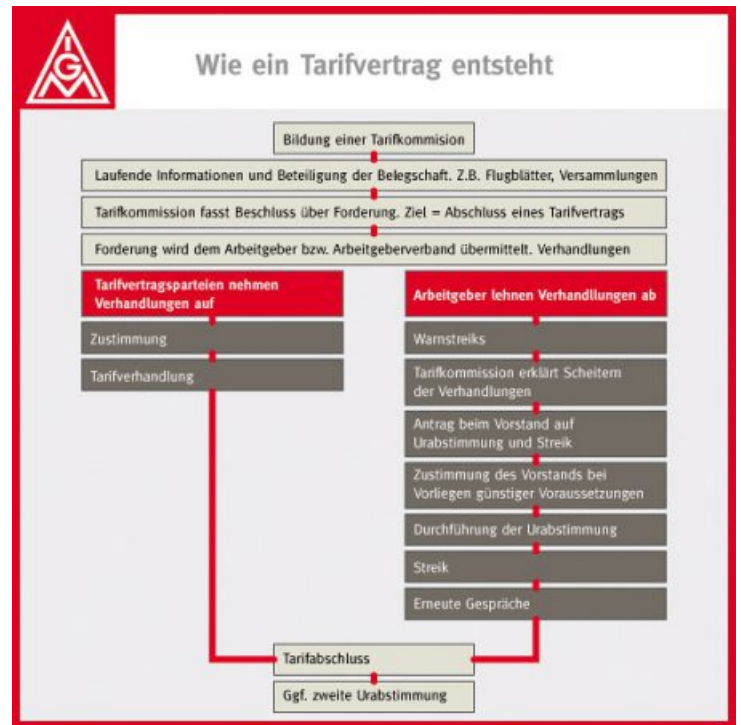 IGM
Wie ein Tarifvertrag entsteht
Bildung einer Tarifkommision
Laufende Informationen und Beteiligung der Belegschaft. Z.B. Flugblätter, Versammlungen
Tarifkommission fasst Beschluss über Forderung. Ziel = Abschluss eines Tarifvertrags
Forderung wird dem Arbeitgeber bzw. Arbeitgeberverband übermittelt. Verhandlungen
Tarifvertragsparteien nehmen
Verhandlungen auf
Zustimmung
Tarifverhandlung
Arbeitgeber lehnen Verhandllungen ab
Warnstreiks
Tarifkommission erklärt Scheitern
der Verhandlungen
Antrag beim Vorstand auf
Urabstimmung und Streik
Zustimmung des Vorstands bei
Vorliegen günstiger Voraussetzungen
Durchführung der Urabstimmung
Streik
Erneute Gespräche
Tarifabschluss
Ggf. zweite Urabstimmung